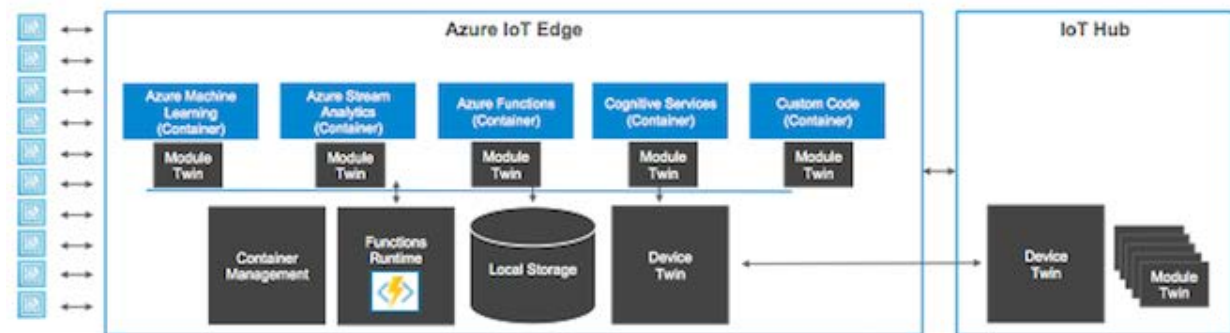 Azure IoT Edge
IoT Hub
Azure Machine
Learning
(Container)
Azure Stream
Analytics
(Container)
Azure Functions
(Container)
Cognitive Services
(Container)
Custom Code
(Container)
Module
Twin
Module
Twin
Module
Twin
Module
Twin
Module
Twin
Container
Management
Functions
Runtime
Local Storage
Device
Twin
Device
Twin
Module
Twin